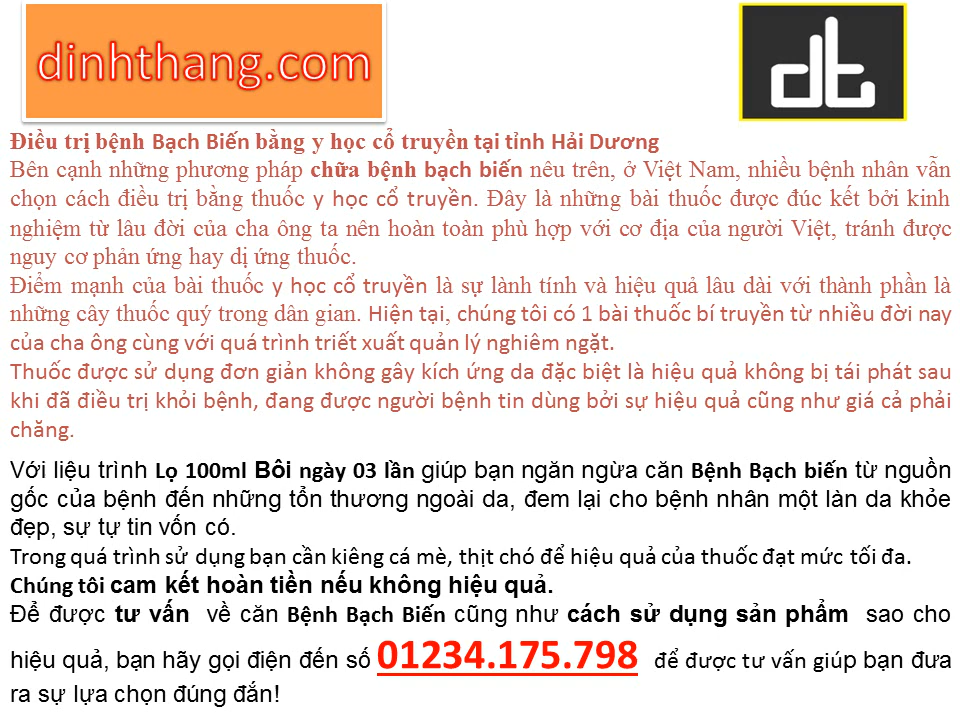 dinhthang.com
dt
Điều trị bệnh Bạch Biến bằng y học cổ truyền tại tỉnh Hải Dương
Bên cạnh những phương pháp chữa bệnh bạch biến nêu trên, ở Việt Nam, nhiều bệnh nhân vẫn
chọn cách điều trị bằng thuốc y học cổ truyền. Đây là những bài thuốc được đúc kết bởi kinh
nghiệm từ lâu đời của cha ông ta nên hoàn toàn phù hợp với cơ địa của người Việt, tránh được
nguy cơ phản ứng hay dị ứng thuốc.
Điểm mạnh của bài thuốc y học cổ truyền là sự lành tính và hiệu quả lâu dài với thành phần là
những cây thuốc quý trong dân gian. Hiện tại, chúng tôi có 1 bài thuốc bí truyền từ nhiều đời nay
của cha ông cùng với quá trình triết xuất quản lý nghiêm ngặt.
Thuốc được sử dụng đơn giản không gây kích ứng da đặc biệt là hiệu quả không bị tái phát sau
khi đã điều trị khỏi bệnh, đang được người bệnh tin dùng bởi sự hiệu quả cũng như giá cả phải
chăng.
Với liệu trình Lọ 100ml Bôi ngày 03 lần giúp bạn ngăn ngừa căn Bệnh Bạch biến từ nguồn
gốc của bệnh đến những tổn thương ngoài da, đem lại cho bệnh nhân một làn da khỏe
đẹp, sự tự tin vốn có.
Trong quá trình sử dụng bạn cần kiêng cá mè, thịt chó để hiệu quả của thuốc đạt mức tối đa.
Chúng tôi cam kết hoàn tiền nếu không hiệu quả.
Để được tư vấn về căn Bệnh Bạch Biến cũng như cách sử dụng sản phẩm sao cho
hiệu quả, bạn hãy gọi điện đến số 01234.175.798 để được tư vấn giúp bạn đưa
ra sự lựa chọn đúng đắn!